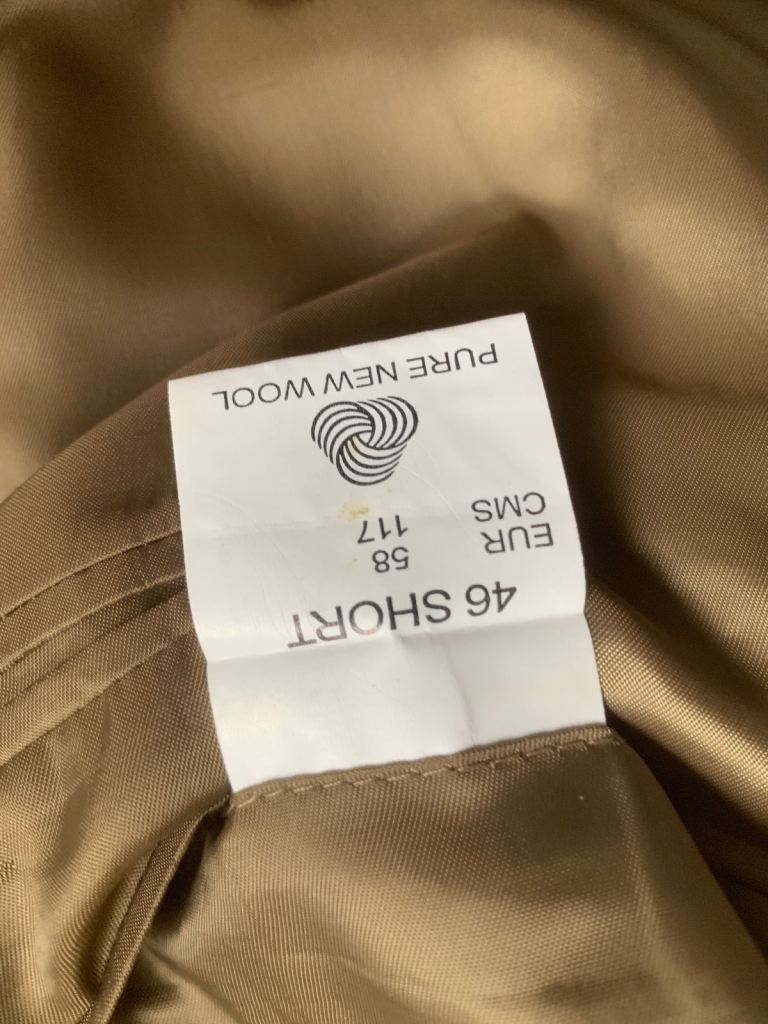 46 SHORT
EUR 58
CMS 117
PURE NEW WOOL